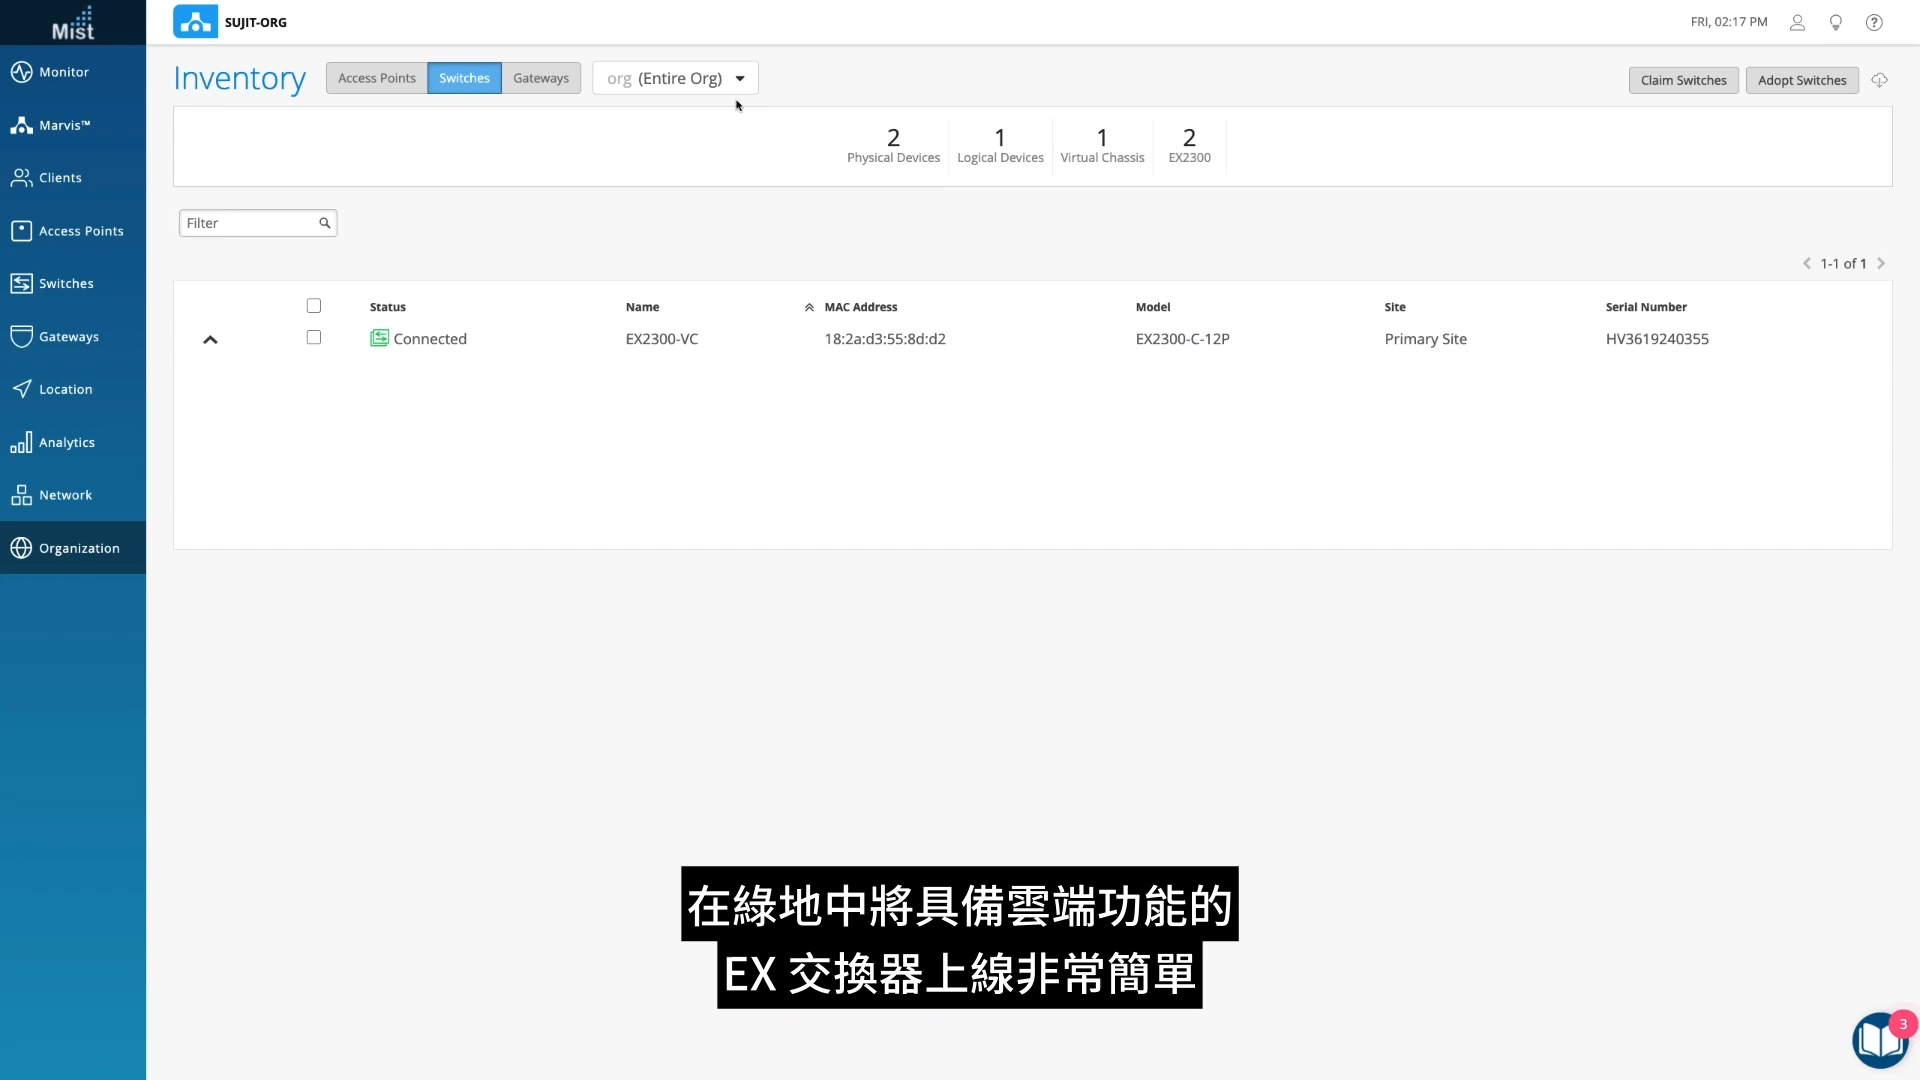 Mist
SUJIT-ORG
FRI, 02:17 PM
Monitor
Marvis™
Clients
Access Points
Switches
Gateways
Location
Analytics
Network
Organization
Inventory
Access Points
Switches
Gateways
org (Entire Org)
Claim Switches
Adopt Switches
2
Physical Devices
1
Logical Devices
1
Virtual Chassis
2
EX2300
Filter
1-1 of 1
Status Name MAC Address Model Site Serial Number
Connected EX2300-VC 18:2a:d3:55:8d:d2 EX2300-C-12P Primary Site HV3619240355
在綠地中將具備雲端功能的
EX 交換器上線非常簡單
3